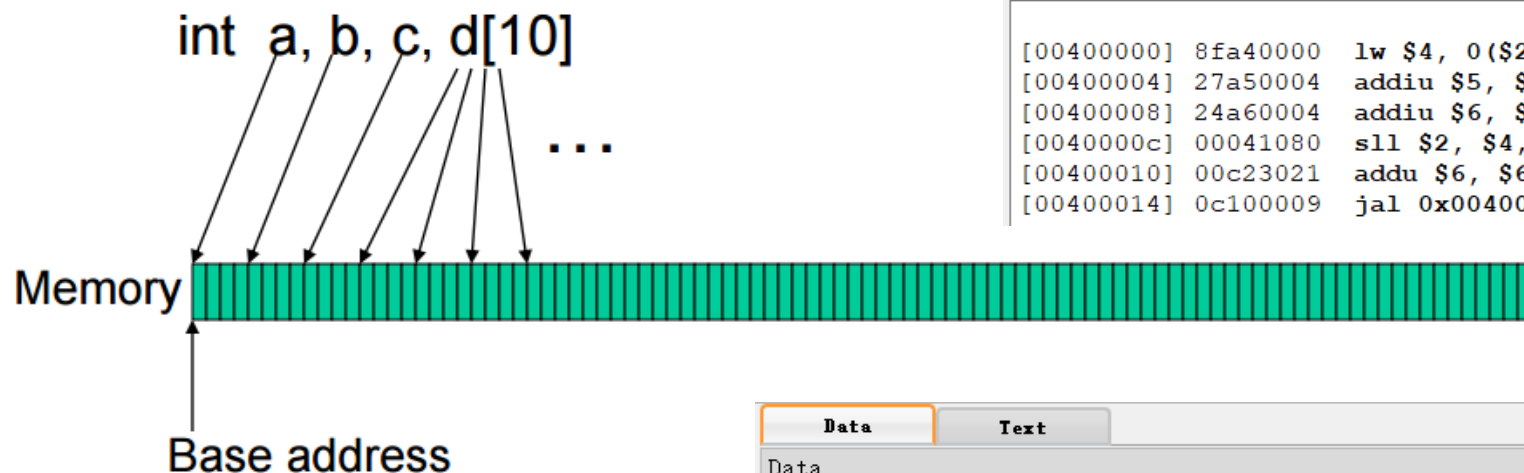 int a, b, c, d[10]
...
[00400000] 8fa40000 lw $4, 0($2
[00400004] 27a50004 addiu $5, $
[00400008] 24a60004 addiu $6, $
[0040000c] 00041080 sll $2, $4,
[00400010] 00c23021 addu $6, $6
[00400014] 0c100009 jal 0x00400
Memory
Base address
Data Text
Data